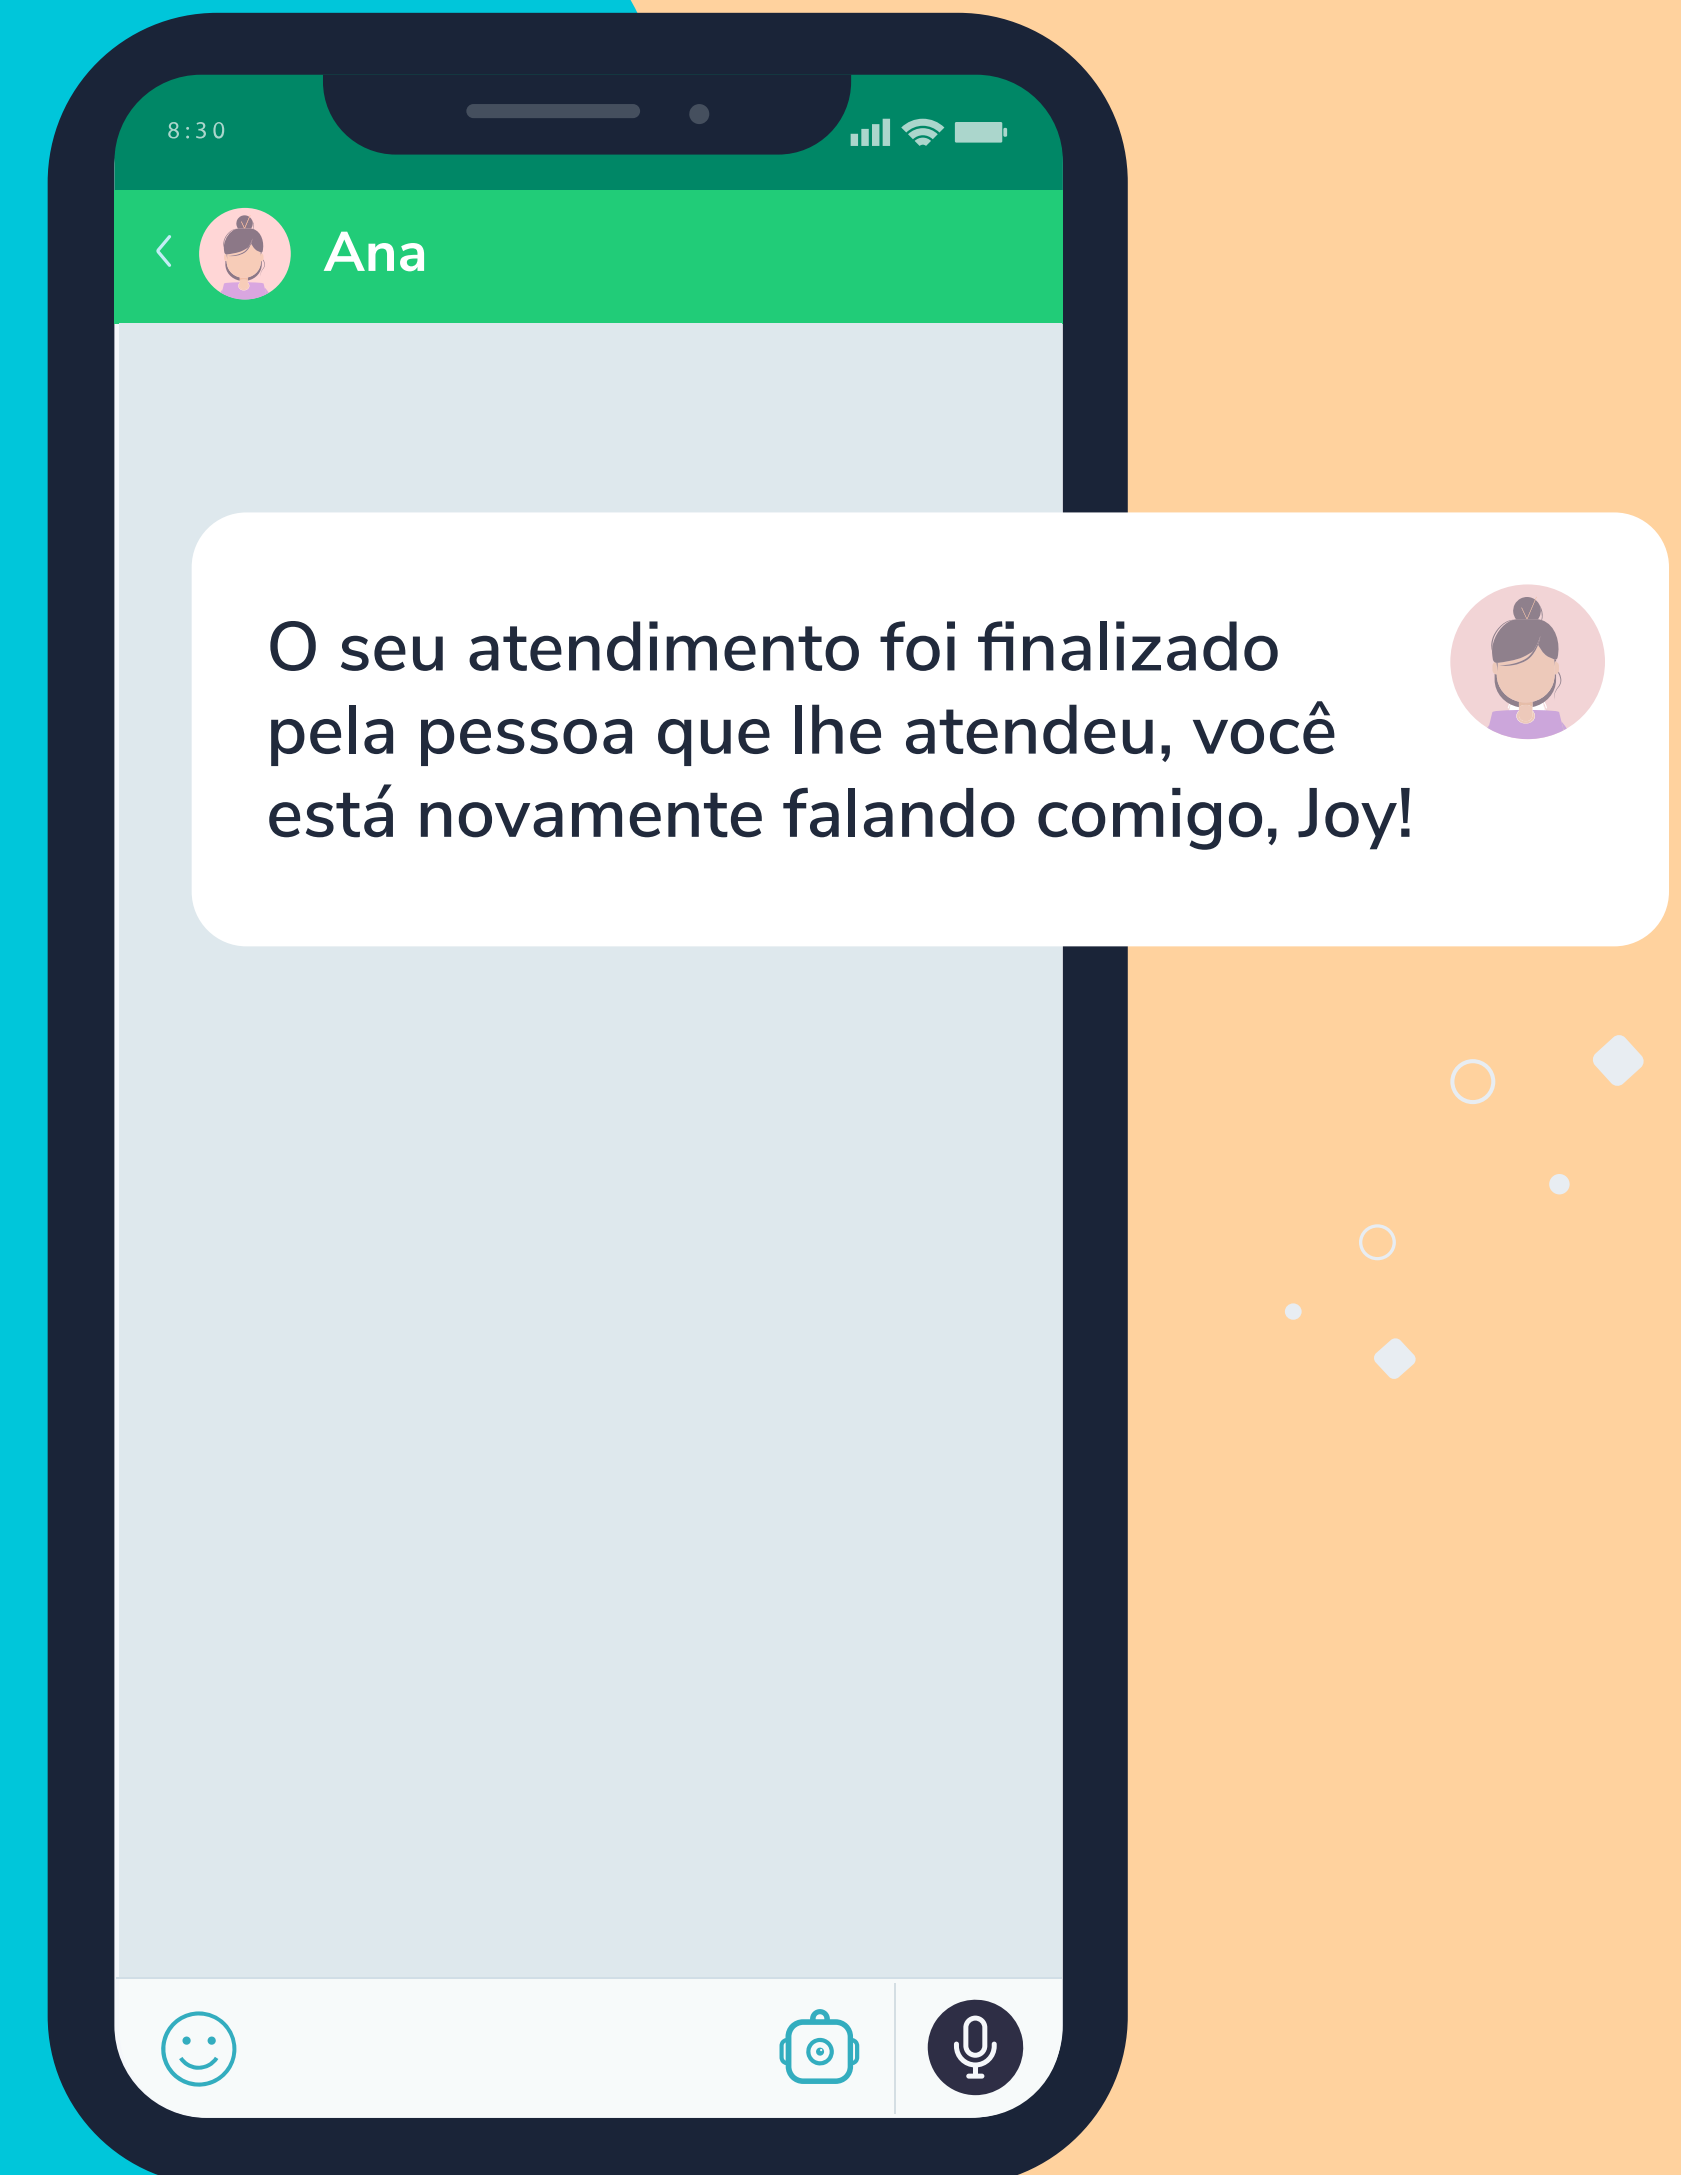 8:30
Ana
O seu atendimento foi finalizado
pela pessoa que lhe atendeu, você
está novamente falando comigo, Joy!